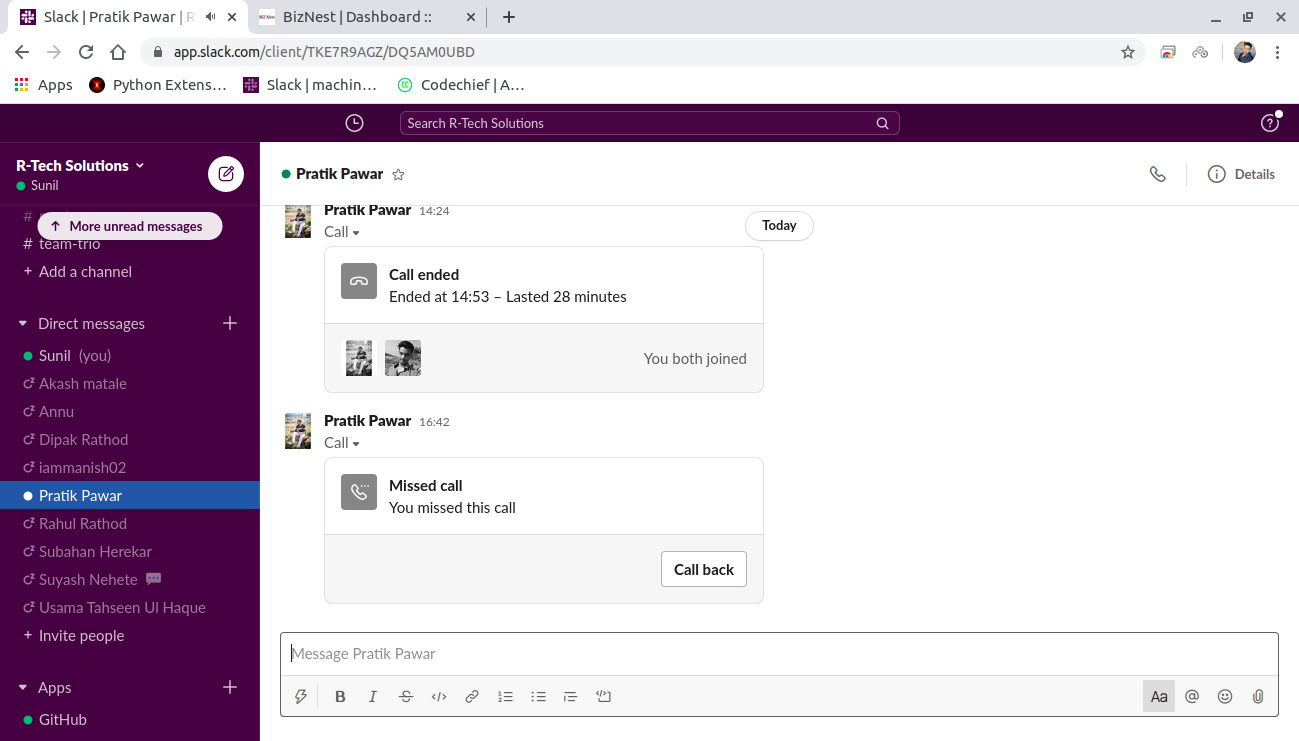 Slack | Pratik Pawar | R
BizNest | Dashboard ::
app.slack.com/client/TKE7R9AGZ/DQ5AM0UBD
Apps
Python Extens...
Slack | machin...
Codechief | A...
Search R-Tech Solutions
R-Tech Solutions
Sunil
More unread messages
# team-trio
+ Add a channel
Direct messages
Sunil (you)
Akash matale
Annu
Dipak Rathod
iammanish02
Pratik Pawar
Rahul Rathod
Subahan Herekar
Suyash Nehete
Usama Tahseen Ul Haque
+ Invite people
Apps
GitHub
Pratik Pawar
Details
Today
Pratik Pawar 14:24
Call
Call ended
Ended at 14:53 – Lasted 28 minutes
You both joined
Pratik Pawar 16:42
Call
Missed call
You missed this call
Call back
Message Pratik Pawar
B I S </>
Aa @